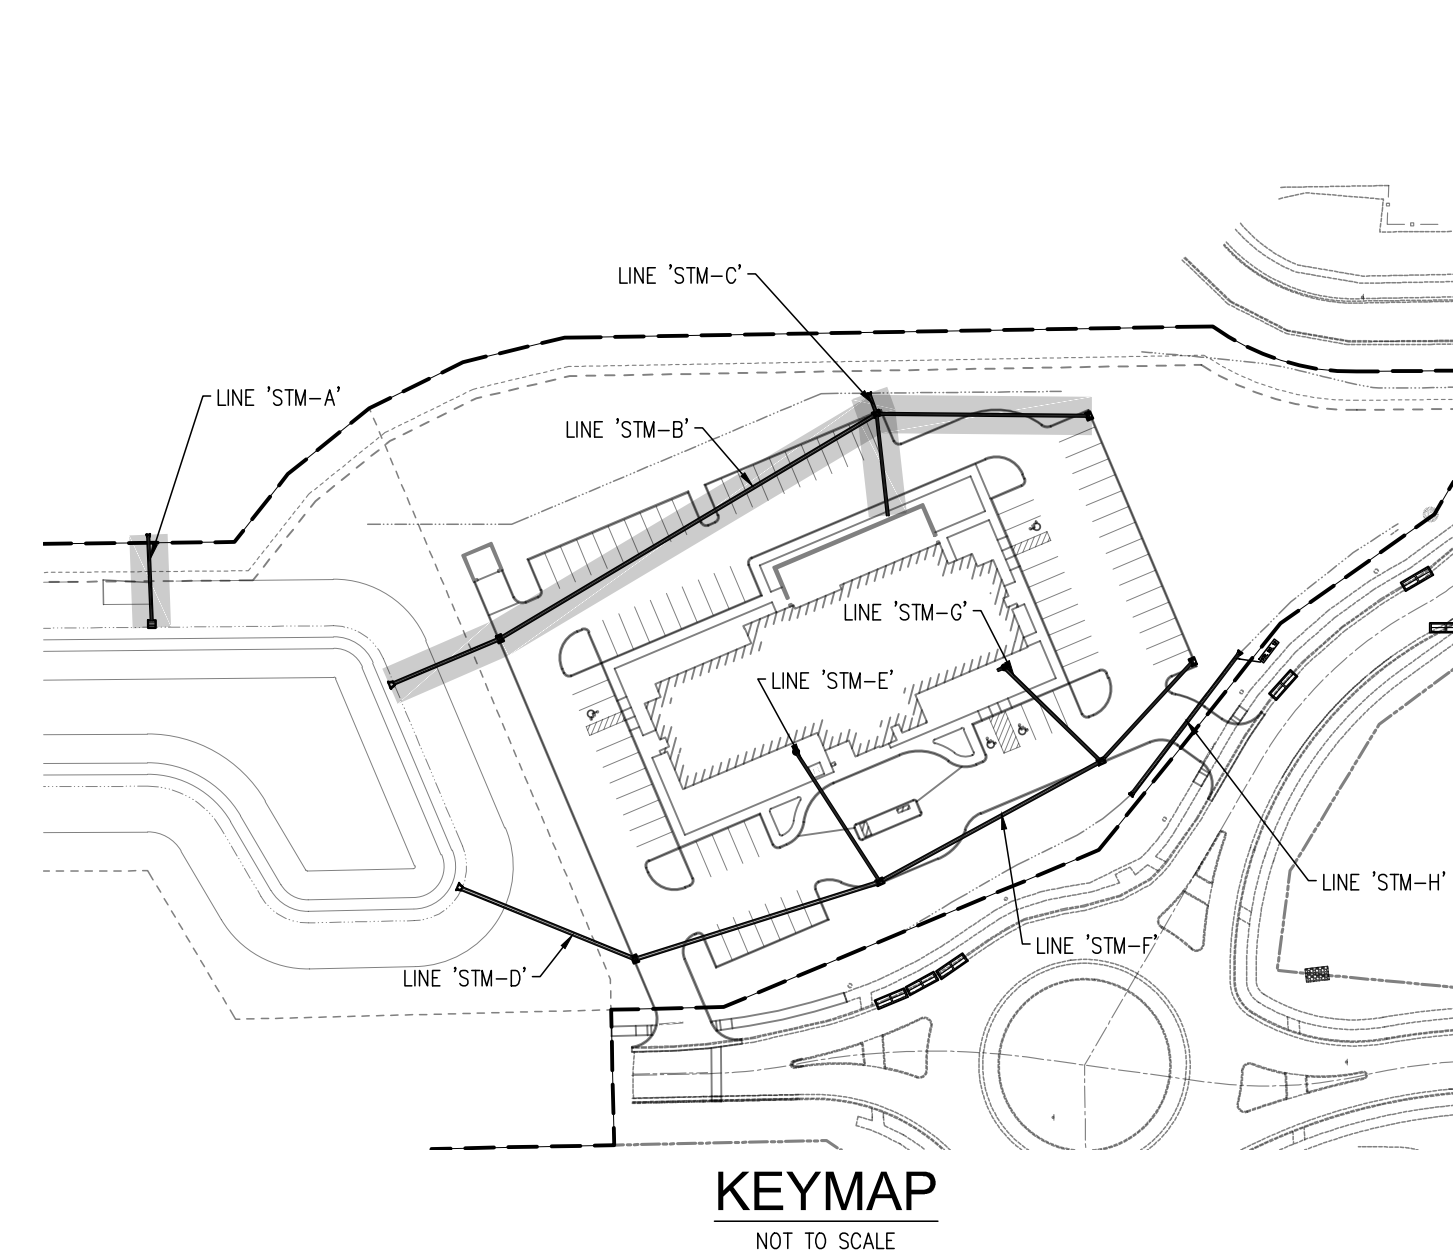 LINE 'STM-C'
LINE 'STM-A'
LINE 'STM-B'
LINE 'STM-G'
LINE 'STM-E'
LINE 'STM-H'
LINE 'STM-F'
LINE 'STM-D'
KEYMAP
NOT TO SCALE